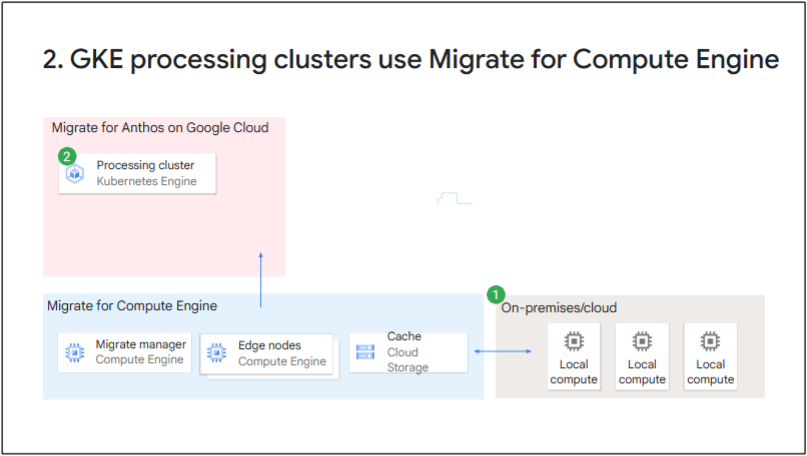 2. GKE processing clusters use Migrate for Compute Engine
Migrate for Anthos on Google Cloud
2
Processing cluster
Kubernetes Engine
Migrate for Compute Engine
Migrate manager
Compute Engine
Edge nodes
Compute Engine
Cache
Cloud
Storage
1
On-premises/cloud
Local
compute
Local
compute
Local
compute